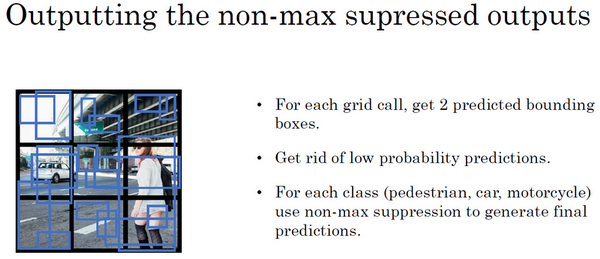 Outputting the non-max supressed outputs
• For each grid call, get 2 predicted bounding
boxes.
• Get rid of low probability predictions.
• For each class (pedestrian, car, motorcycle)
use non-max suppression to generate final
predictions.